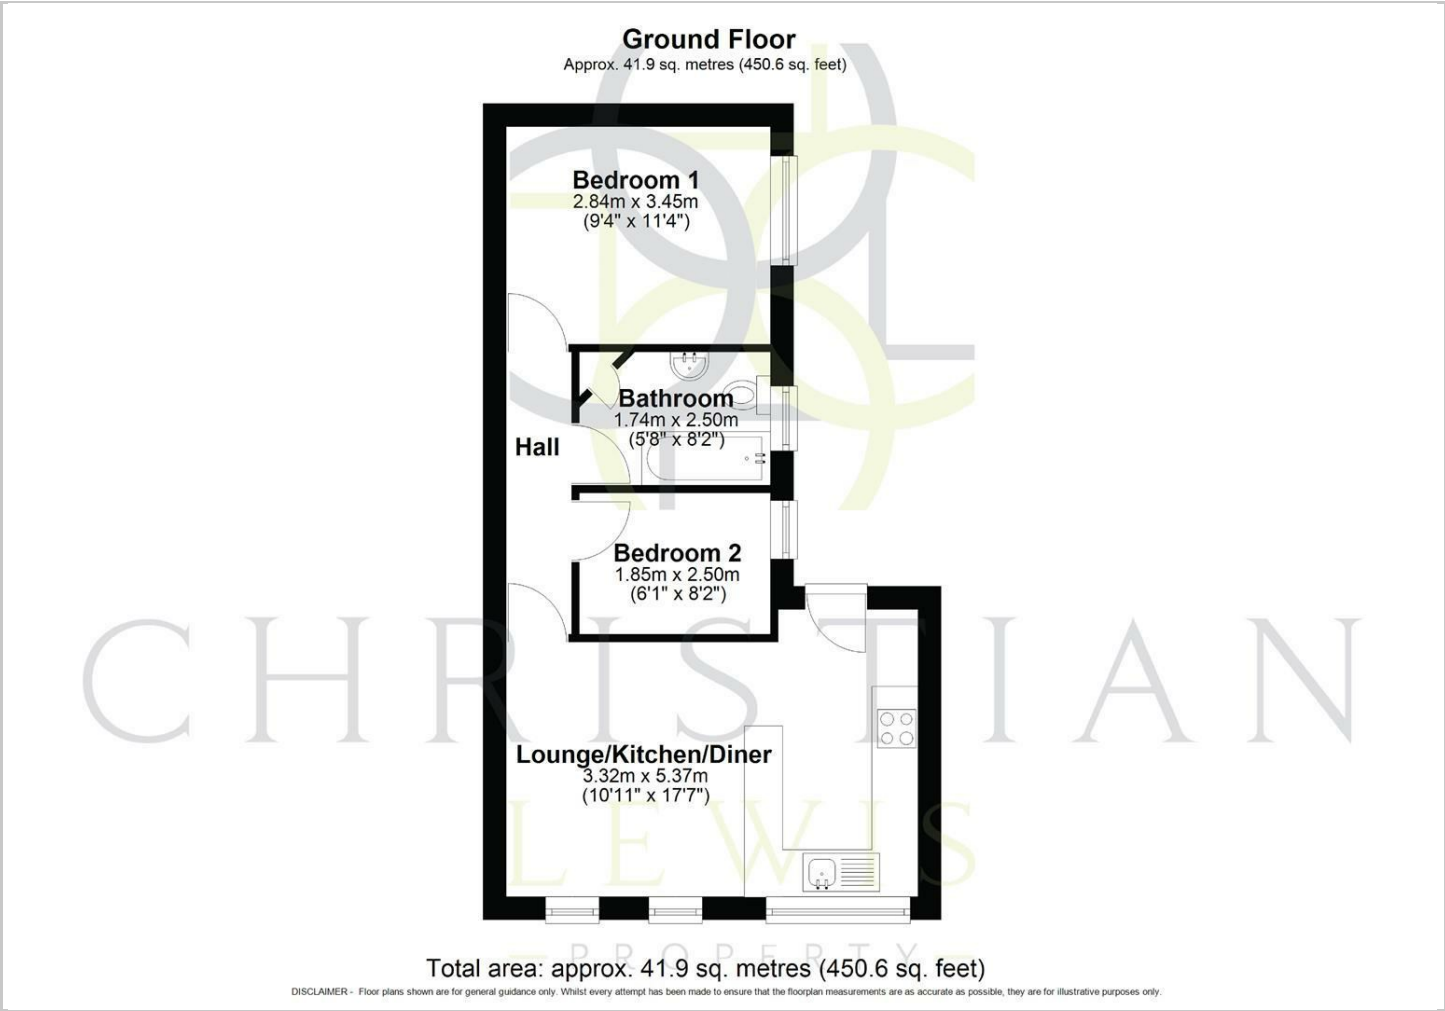 Ground Floor
Approx. 41.9 sq. metres (450.6 sq. feet)
Bedroom 1
2.84m x 3.45m
(9'4" x 11'4")
Bathroom
1.74m x 2.50m
(5'8" x 8'2")
Hall
Bedroom 2
1.85m x 2.50m
(6'1" x 8'2")
CHRISTIAN
Lounge/Kitchen/Diner
3.32m x 5.37m
(10'11" x 17'7")
LEWIS
PROPERTY
Total area: approx. 41.9 sq. metres (450.6 sq. feet)
DISCLAIMER - Floor plans shown are for general guidance only. Whilst every attempt has been made to ensure that the floorplan measurements are as accurate as possible, they are for illustrative purposes only.